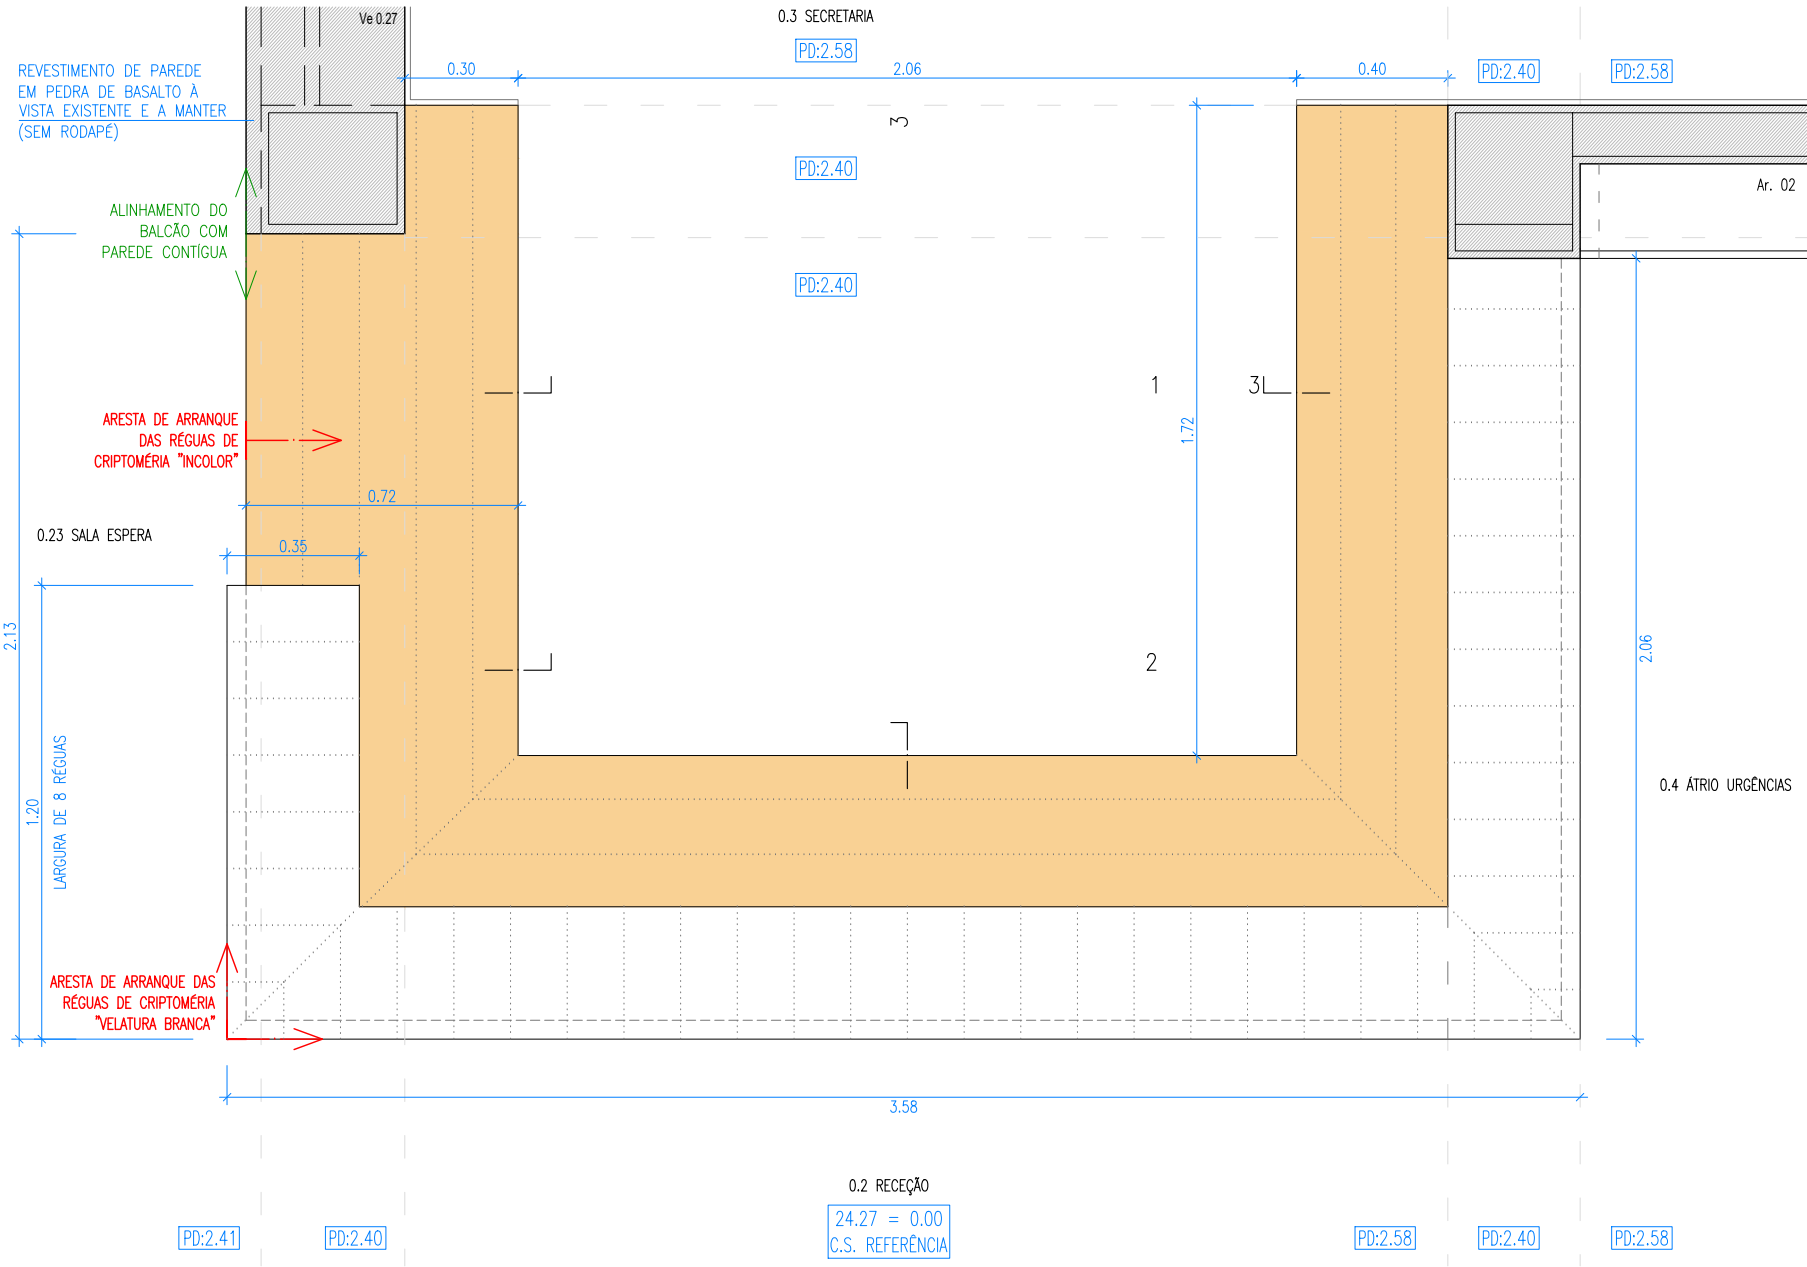 Ve 0.27
0.3 SECRETARIA
PD:2.58
0.30
2.06
0.40
PD:2.40
PD:2.58
REVESTIMENTO DE PAREDE
EM PEDRA DE BASALTO À
VISTA EXISTENTE E A MANTER
(SEM RODAPÉ)
3
PD:2.40
Ar. 02
ALINHAMENTO DO
BALCÃO COM
PAREDE CONTÍGUA
PD:2.40
1
3
1.72
ARESTA DE ARRANQUE
DAS RÉGUAS DE
CRIPTOMÉRIA "INCOLOR"
0.72
0.23 SALA ESPERA
0.35
2.13
2
2.06
1.20
LARGURA DE 8 RÉGUAS
0.4 ÁTRIO URGÊNCIAS
ARESTA DE ARRANQUE DAS
RÉGUAS DE CRIPTOMÉRIA
"VELATURA BRANCA"
3.58
0.2 RECEÇÃO
24.27 = 0.00
C.S. REFERÊNCIA
PD:2.41
PD:2.40
PD:2.58
PD:2.40
PD:2.58